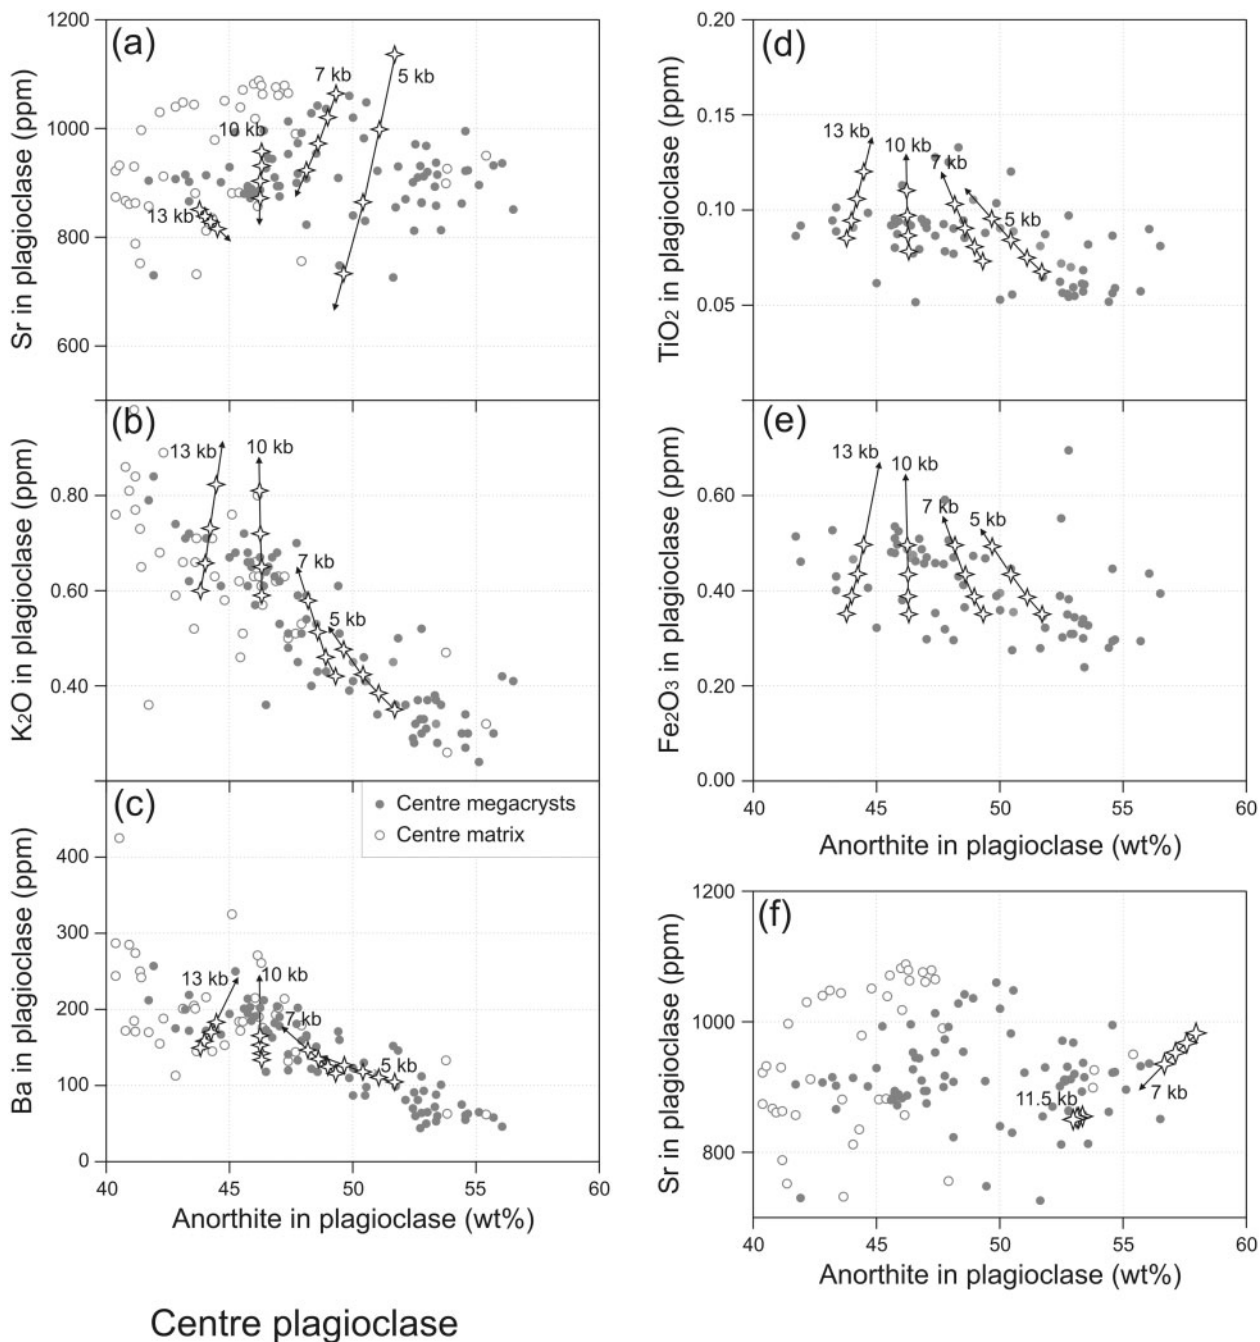 (a)
1200
1000
800
600
Sr in plagioclase (ppm)
7 kb
5 kb
10 kb
13 kb
(b)
0.80
0.60
0.40
K2O in plagioclase (ppm)
13 kb
10 kb
7 kb
5 kb
(c)
Centre megacrysts
Centre matrix
400
300
200
100
0
Ba in plagioclase (ppm)
13 kb
10 kb
7 kb
5 kb
40
45
50
55
60
Anorthite in plagioclase (wt%)
Centre plagioclase
(d)
0.20
0.15
0.10
0.05
TiO2 in plagioclase (ppm)
13 kb
10 kb
7 kb
5 kb
(e)
0.60
0.40
0.20
0.00
Fe2O3 in plagioclase (ppm)
13 kb
10 kb
7 kb
5 kb
40
45
50
55
60
Anorthite in plagioclase (wt%)
(f)
1200
1000
800
Sr in plagioclase (ppm)
11.5 kb
7 kb
40
45
50
55
60
Anorthite in plagioclase (wt%)